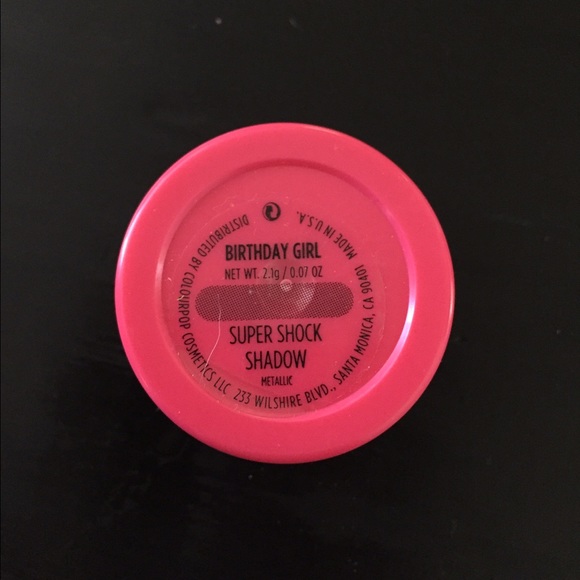 BIRTHDAY GIRL
NET WT. 2.1g / 0.07 OZ
SUPER SHOCK
SHADOW
METALLIC
DISTRIBUTED BY COLOURPOP COSMETICS LLC 233 WILSHIRE BLVD., SANTA MONICA, CA 90401 MADE IN U.S.A.